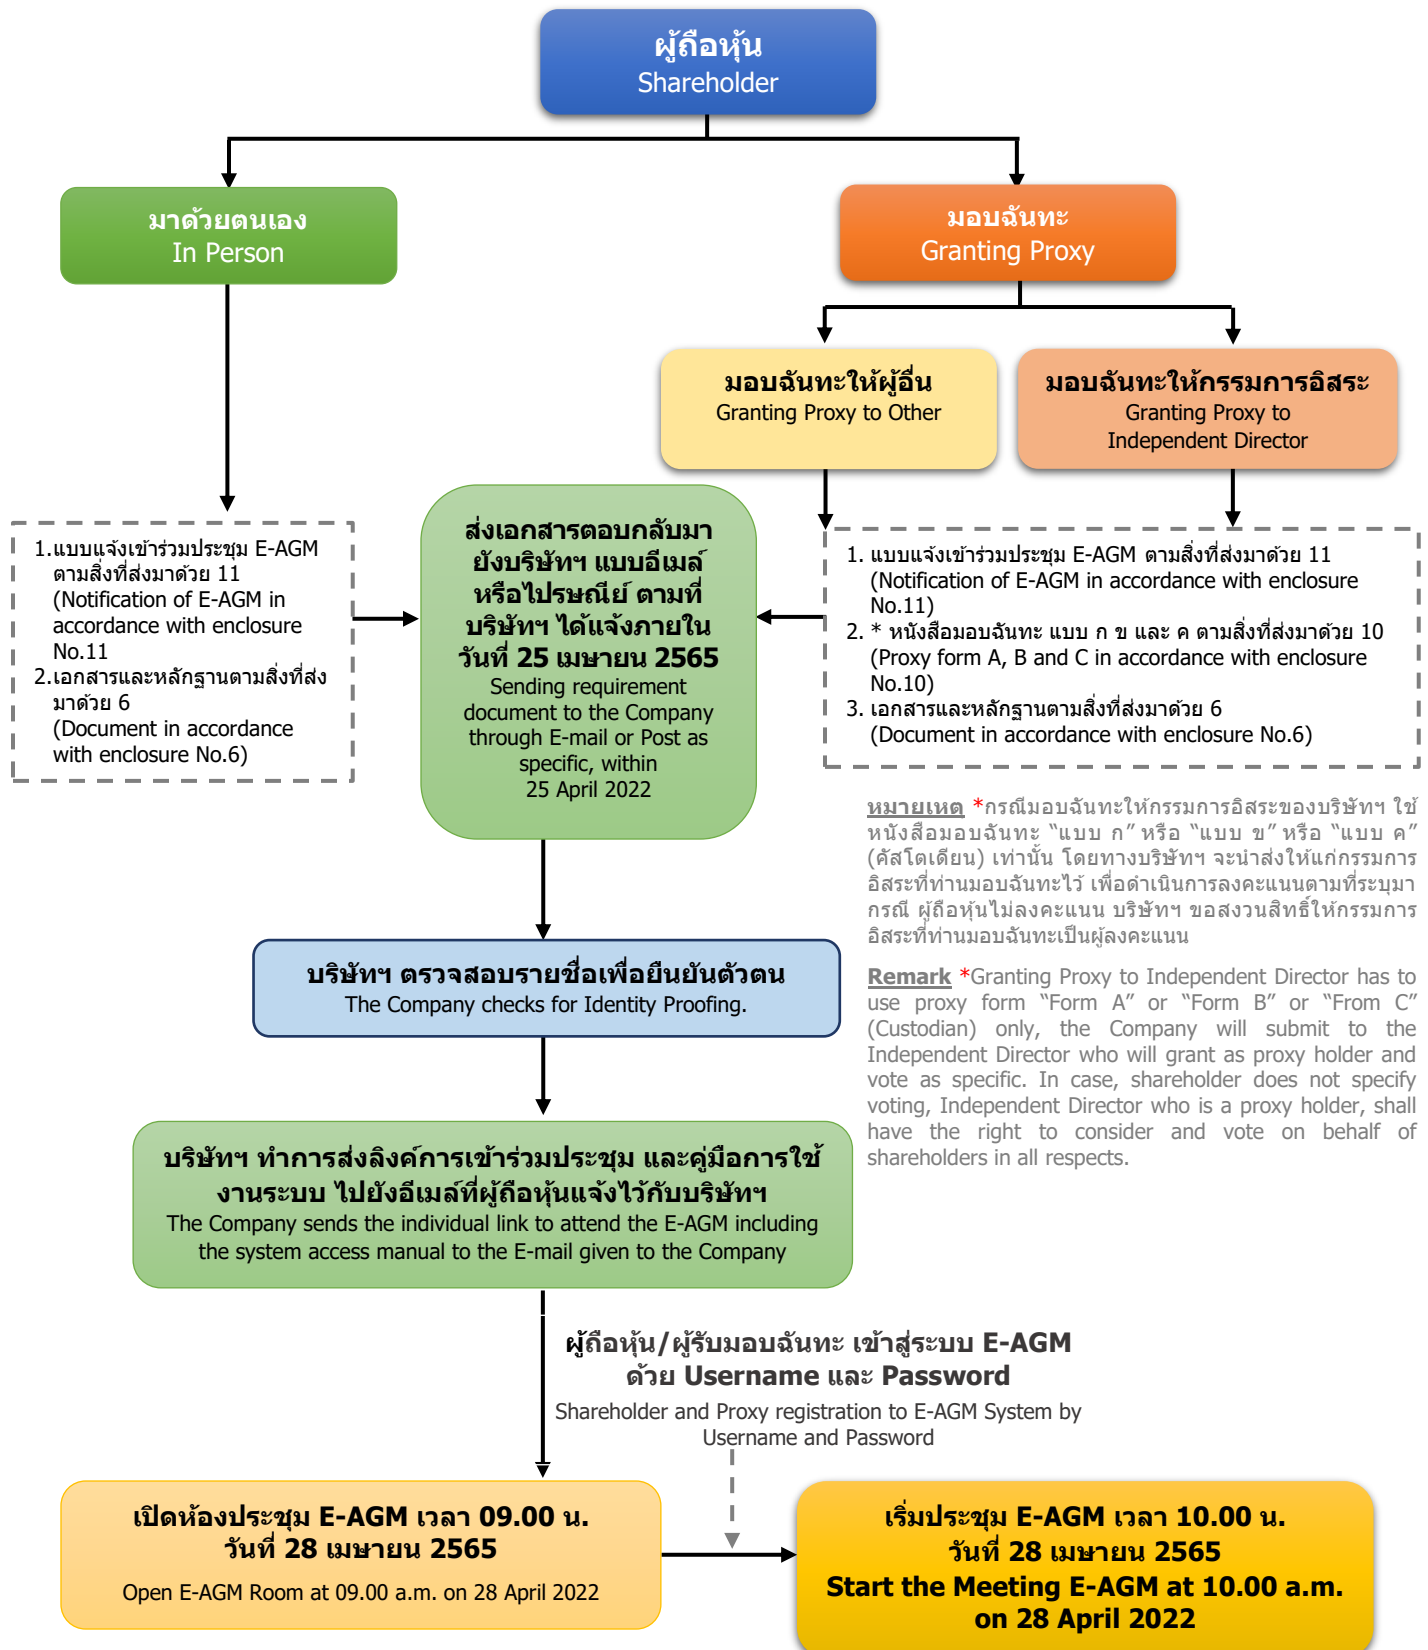 ผู้ถือหุ้น
Shareholder
มาด้วยตนเอง
In Person
มอบฉันทะ
Granting Proxy
มอบฉันทะให้ผู้อื่น
Granting Proxy to Other
มอบฉันทะให้กรรมการอิสระ
Granting Proxy to
Independent Director
1.แบบแจ้งเข้าร่วมประชุม E-AGM
ตามสิ่งที่ส่งมาด้วย 11
(Notification of E-AGM in
accordance with enclosure
No.11
2.เอกสารและหลักฐานตามสิ่งที่ส่ง
มาด้วย 6
(Document in accordance
with enclosure No.6)
ส่งเอกสารตอบกลับมา
ยังบริษัทฯ แบบอีเมล์
หรือไปรษณีย์ ตามที่
บริษัทฯ ได้แจ้งภายใน
วันที่ 25 เมษายน 2565
Sending requirement
document to the Company
through E-mail or Post as
specific, within
25 April 2022
1. แบบแจ้งเข้าร่วมประชุม E-AGM ตามสิ่งที่ส่งมาด้วย 11
(Notification of E-AGM in accordance with enclosure
No.11)
2. * หนังสือมอบฉันทะ แบบ ก ข และ ค ตามสิ่งที่ส่งมาด้วย 10
(Proxy form A, B and C in accordance with enclosure
No.10)
3. เอกสารและหลักฐานตามสิ่งที่ส่งมาด้วย 6
(Document in accordance with enclosure No.6)
หมายเหตุ *กรณีมอบฉันทะให้กรรมการอิสระของบริษัทฯ ใช้
หนังสือมอบฉันทะ “แบบ ก” หรือ “แบบ ข” หรือ “แบบ ค”
(คัสโตเดียน) เท่านั้น โดยทางบริษัทฯ จะนำส่งให้แก่กรรมการ
อิสระที่ท่านมอบฉันทะไว้ เพื่อดำเนินการลงคะแนนตามที่ระบุมา
กรณี ผู้ถือหุ้นไม่ลงคะแนน บริษัทฯ ขอสงวนสิทธิ์ให้กรรมการ
อิสระที่ท่านมอบฉันทะเป็นผู้ลงคะแนน
Remark *Granting Proxy to Independent Director has to
use proxy form “Form A” or “Form B” or “From C”
(Custodian) only, the Company will submit to the
Independent Director who will grant as proxy holder and
vote as specific. In case, shareholder does not specify
voting, Independent Director who is a proxy holder, shall
have the right to consider and vote on behalf of
shareholders in all respects.
บริษัทฯ ตรวจสอบรายชื่อเพื่อยืนยันตัวตน
The Company checks for Identity Proofing.
บริษัทฯ ทำการส่งลิงค์การเข้าร่วมประชุม และคู่มือการใช้
งานระบบ ไปยังอีเมล์ที่ผู้ถือหุ้นแจ้งไว้กับบริษัทฯ
The Company sends the individual link to attend the E-AGM including
the system access manual to the E-mail given to the Company
ผู้ถือหุ้น/ผู้รับมอบฉันทะ เข้าสู่ระบบ E-AGM
ด้วย Username และ Password
Shareholder and Proxy registration to E-AGM System by
Username and Password
เปิดห้องประชุม E-AGM เวลา 09.00 น.
วันที่ 28 เมษายน 2565
Open E-AGM Room at 09.00 a.m. on 28 April 2022
เริ่มประชุม E-AGM เวลา 10.00 น.
วันที่ 28 เมษายน 2565
Start the Meeting E-AGM at 10.00 a.m.
on 28 April 2022